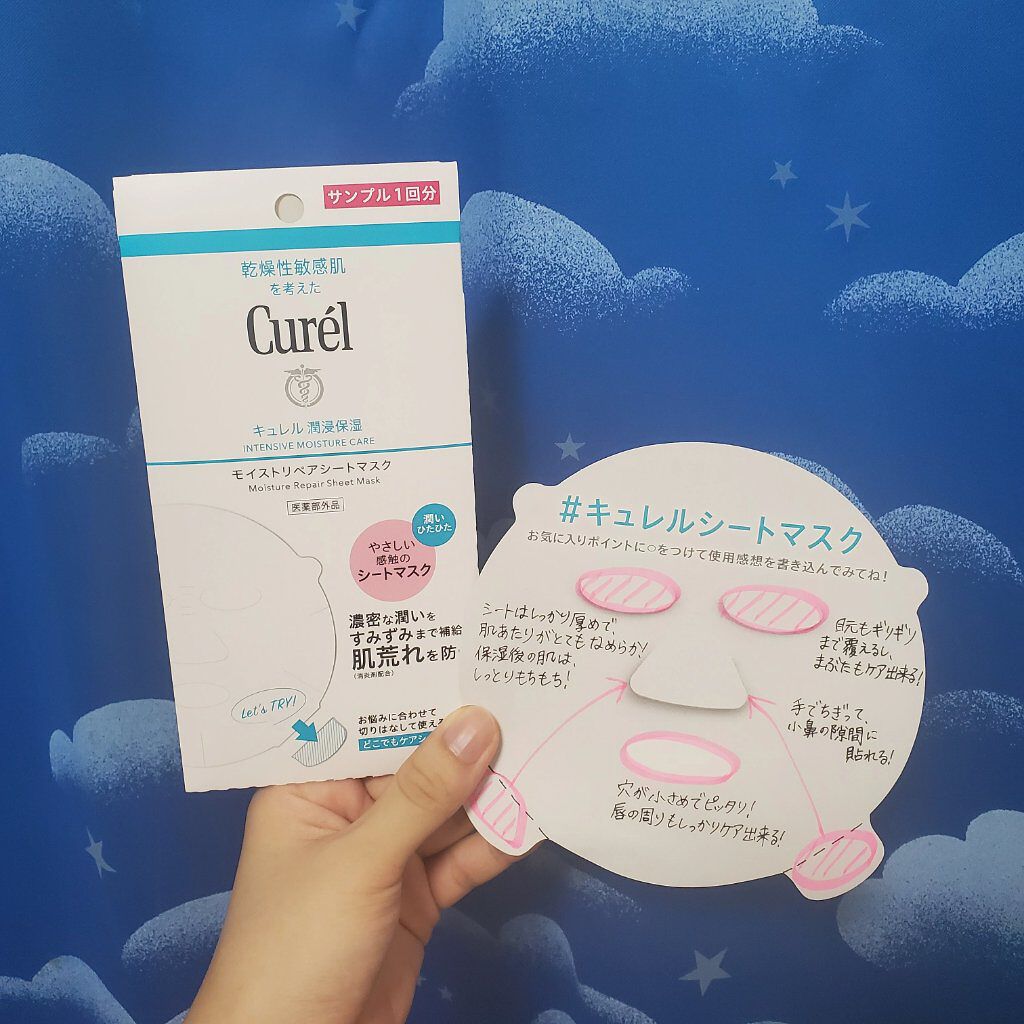 サンプル1回分
乾燥性敏感肌
を考えた
Curél
キュレル 潤浸保湿
INTENSIVE MOISTURE CARE
モイストリペアシートマスク
Moisture Repair Sheet Mask
医薬部外品
潤い
ひたひた
やさしい
感触の
シートマスク
濃密な潤いを
すみずみまで補給
肌荒れを防
(消炎剤配合)
Let's TRY!
お悩みに合わせて
切りはなして使える
どこでもケアシ
#キュレルシートマスク
お気に入りポイントに○をつけて使用感想を書き込んでみてね!
シートはしっかり厚めで、
肌あたりがとてもなめらか!
保湿後の肌は、
しっとりもちもち!
目元もギリギリ
まで覆えるし、
まぶたもケア出来る!
手でちぎって、
小鼻の隙間に
貼れる!
穴が小さめでピッタリ!
唇の周りもしっかりケア出来る!